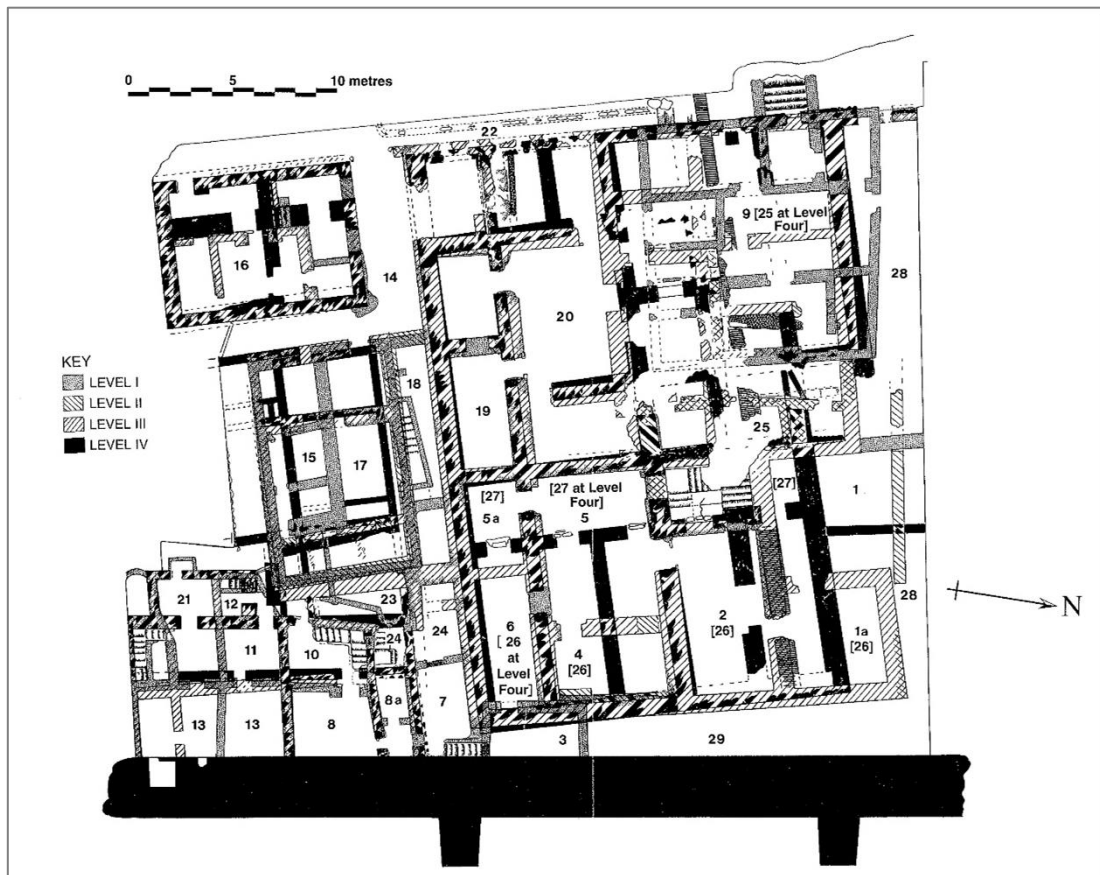 0 5 10 metres
22
9 [25 at Level
Four]
16
14
28
20
KEY
LEVEL I
LEVEL II
LEVEL III
LEVEL IV
18
19
15
17
25
[27]
5a
[27 at Level
Four]
5
[27]
1
N
21
12
23
24
24
28
11
10
6
[ 26
at
Level
Four]
4
[26]
2
[26]
1a
[26]
8a
7
13
13
8
3
29